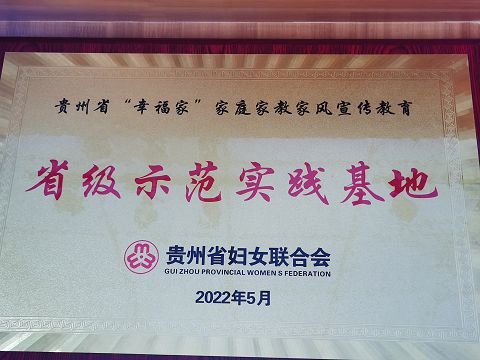 贵州省“幸福家”家庭家教家风宣传教育
省级示范实践基地
贵州省妇女联合会
GUI ZHOU PROVINCIAL WOMEN S FEDERATION
2022年5月